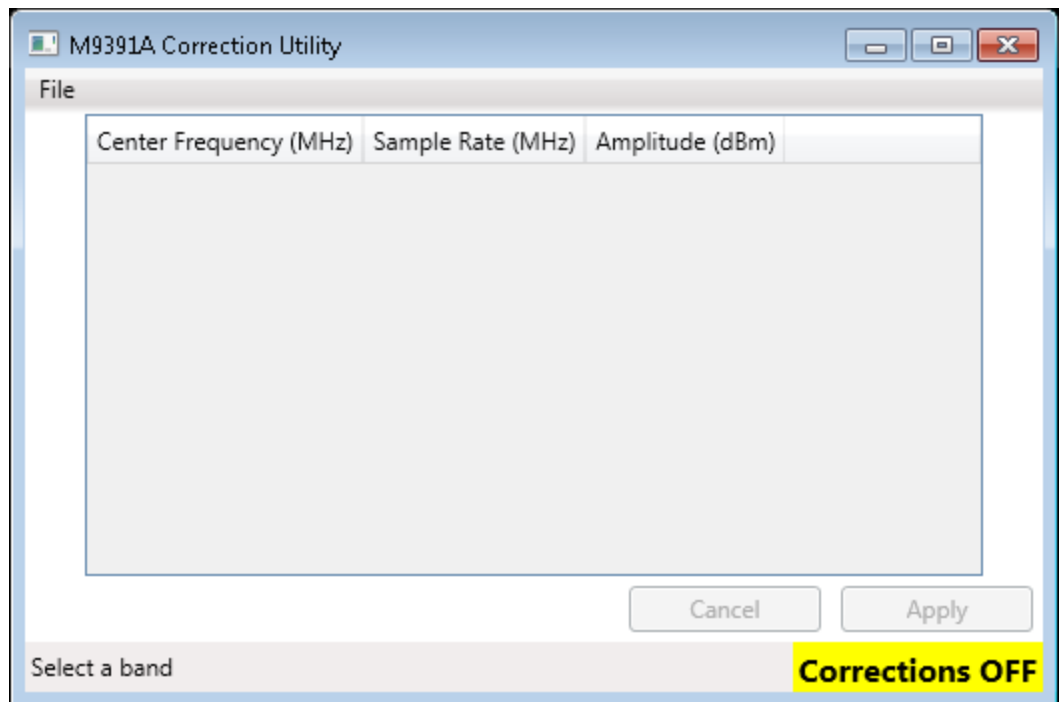 M9391A Correction Utility
File
Center Frequency (MHz) Sample Rate (MHz) Amplitude (dBm)
Cancel Apply
Select a band Corrections OFF